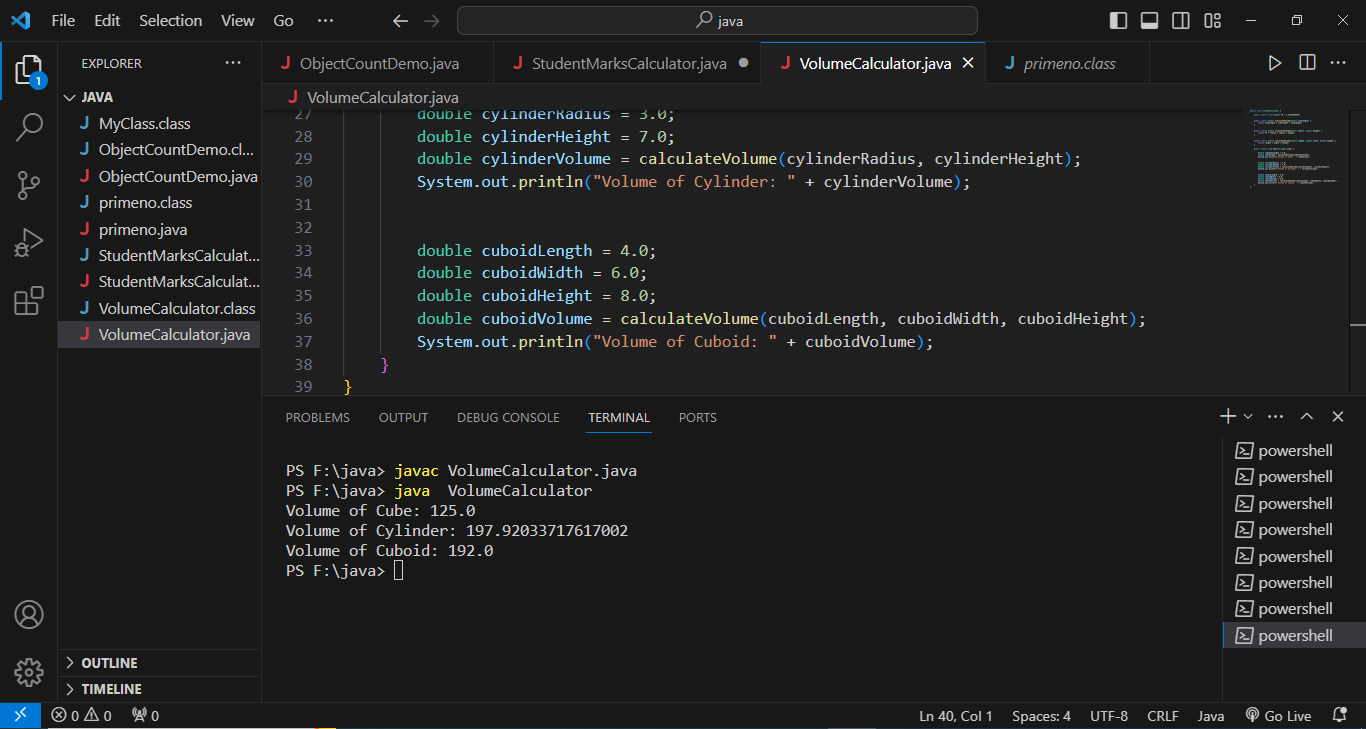 File Edit Selection View Go ··· java
EXPLORER ···
JAVA
MyClass.class
ObjectCountDemo.cl...
ObjectCountDemo.java
primeno.class
primeno.java
StudentMarksCalculat...
StudentMarksCalculat...
VolumeCalculator.class
VolumeCalculator.java
OUTLINE
TIMELINE
1
ObjectCountDemo.java StudentMarksCalculator.java VolumeCalculator.java primeno.class
VolumeCalculator.java
27 double cylinderRadius = 3.0;
28 double cylinderHeight = 7.0;
29 double cylinderVolume = calculateVolume(cylinderRadius, cylinderHeight);
30 System.out.println("Volume of Cylinder: " + cylinderVolume);
31
32
33 double cuboidLength = 4.0;
34 double cuboidWidth = 6.0;
35 double cuboidHeight = 8.0;
36 double cuboidVolume = calculateVolume(cuboidLength, cuboidWidth, cuboidHeight);
37 System.out.println("Volume of Cuboid: " + cuboidVolume);
38 }
39 }
PROBLEMS OUTPUT DEBUG CONSOLE TERMINAL PORTS
PS F:\java> javac VolumeCalculator.java
PS F:\java> java  VolumeCalculator
Volume of Cube: 125.0
Volume of Cylinder: 197.92033717617002
Volume of Cuboid: 192.0
PS F:\java>
powershell
powershell
powershell
powershell
powershell
powershell
powershell
powershell
0 0 0 Ln 40, Col 1 Spaces: 4 UTF-8 CRLF Java Go Live